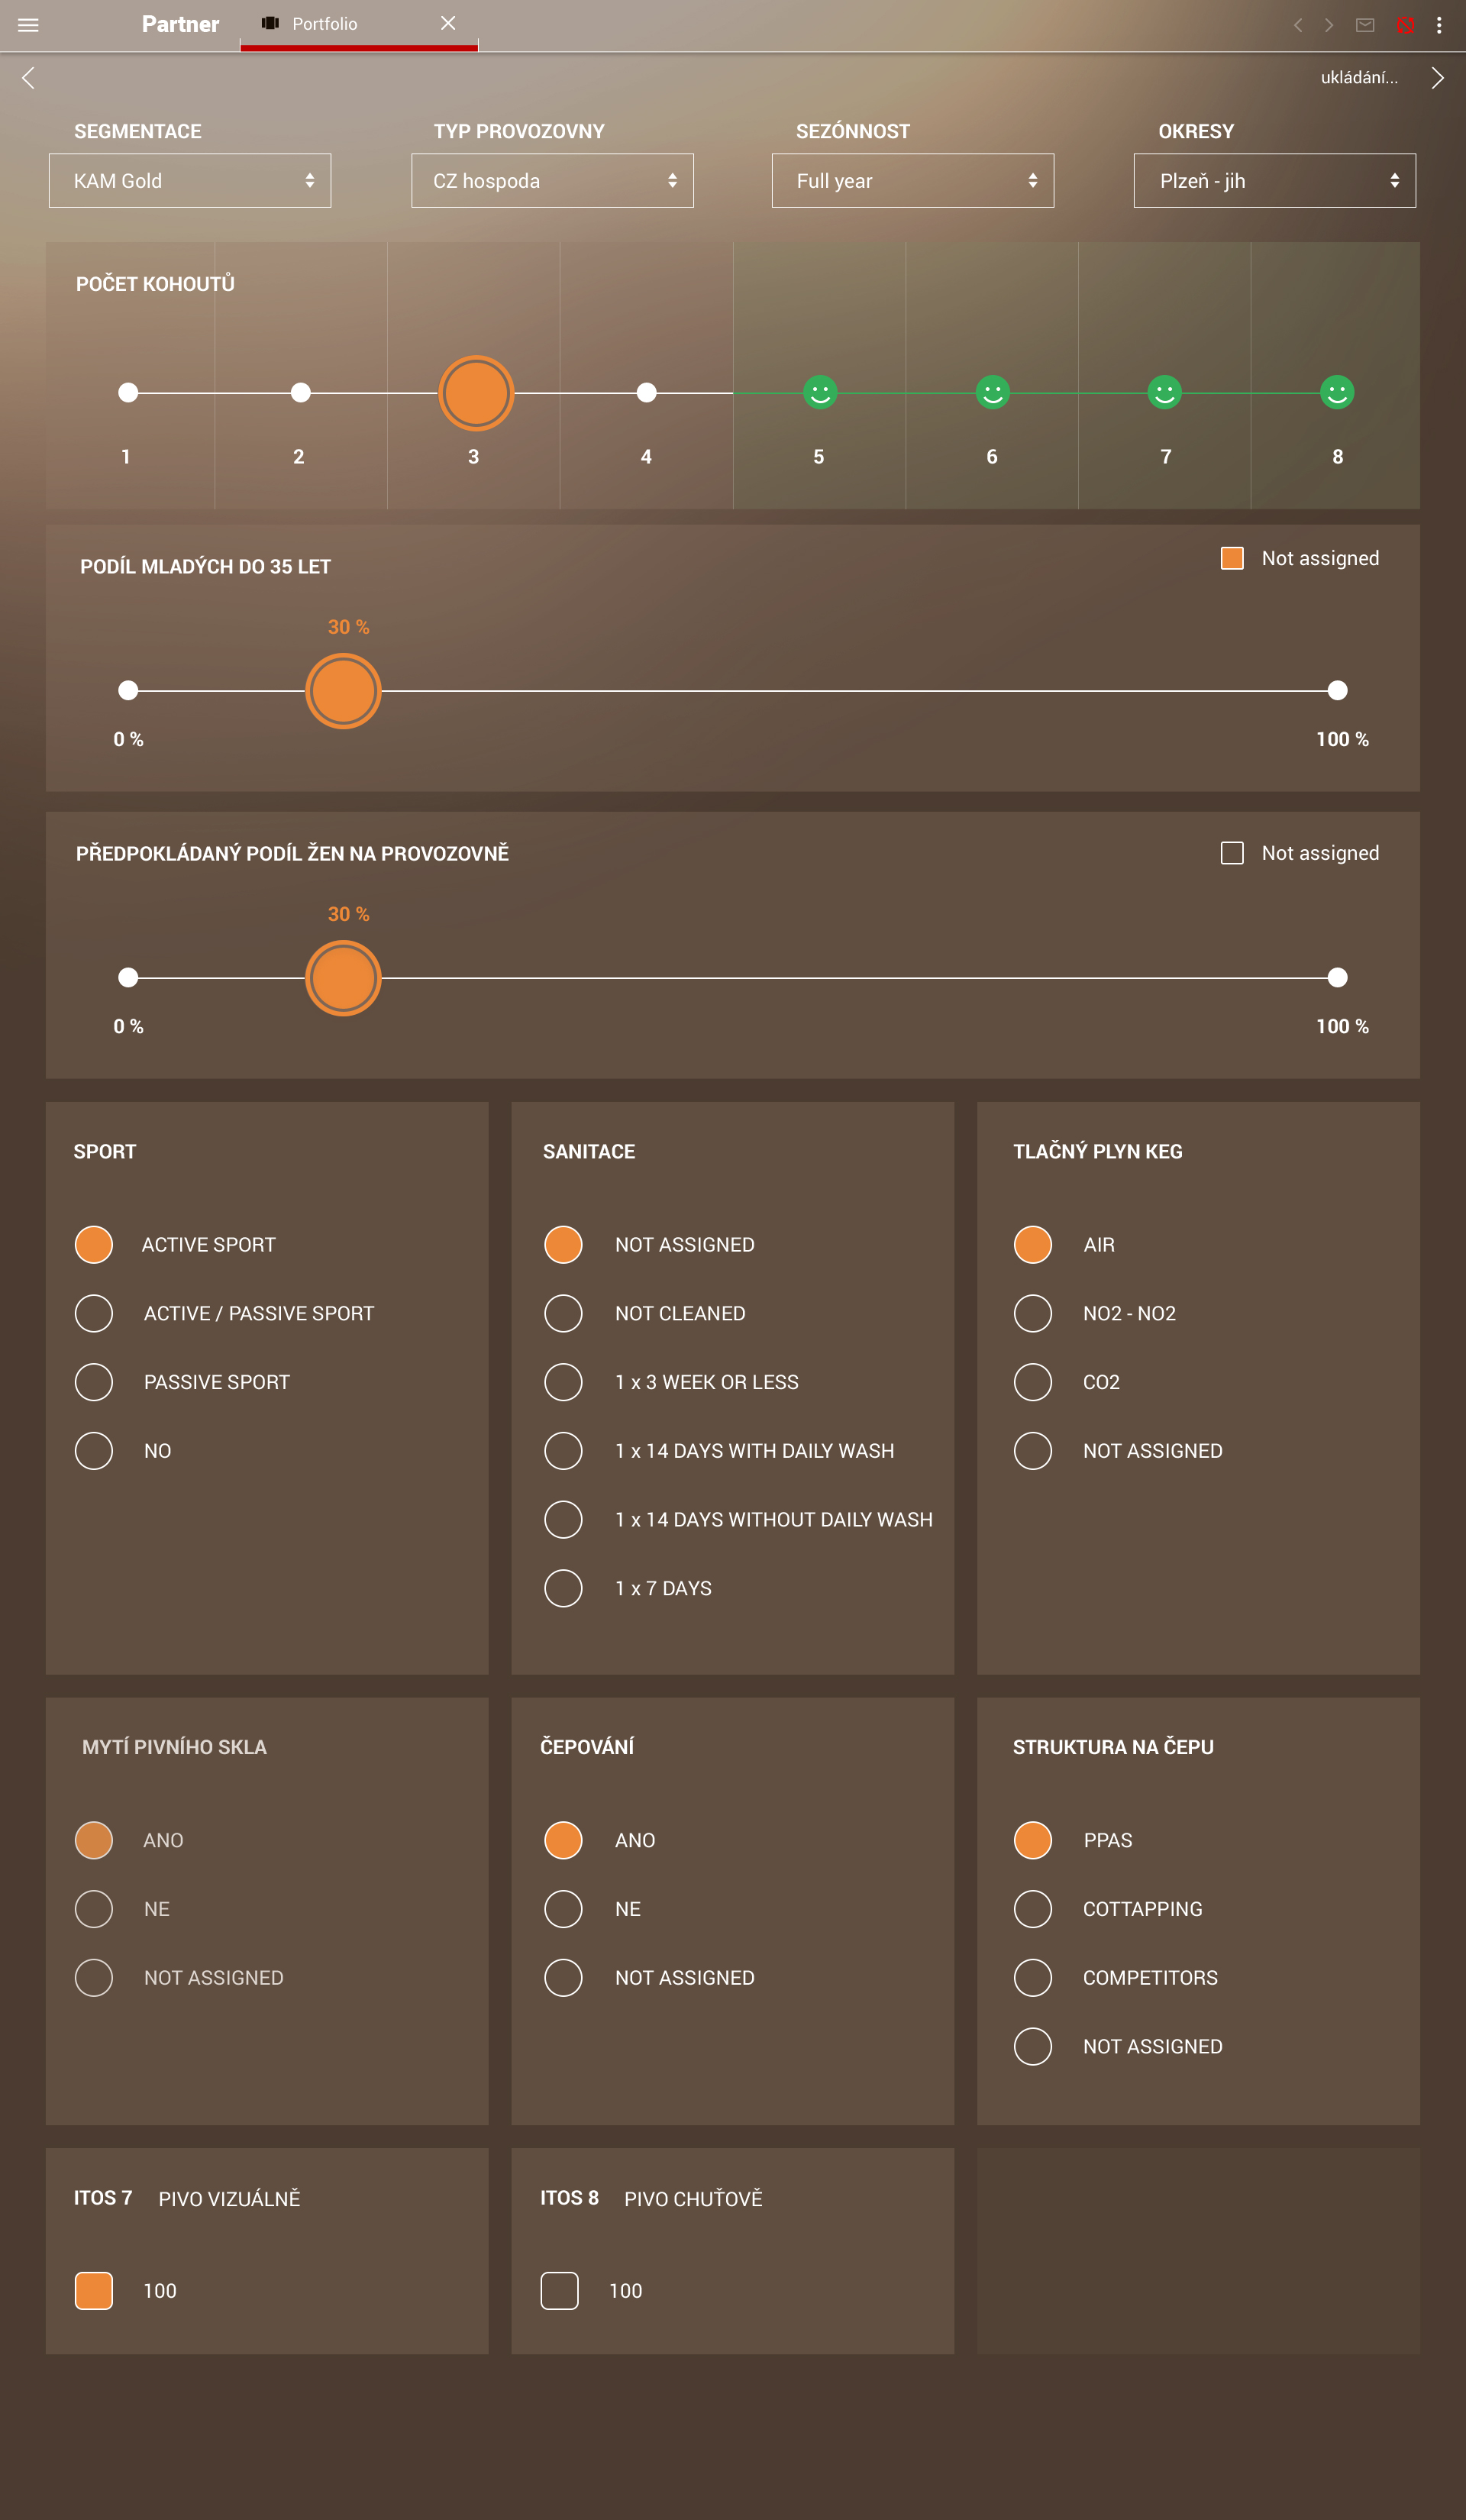 Partner
Portfolio
ukládání...
SEGMENTACE
TYP PROVOZOVNY
SEZÓNNOST
OKRESY
KAM Gold
CZ hospoda
Full year
Plzeň - jih
POČET KOHOUTŮ
1
2
3
4
5
6
7
8
PODÍL MLADÝCH DO 35 LET
Not assigned
30 %
0 %
100 %
PŘEDPOKLÁDANÝ PODÍL ŽEN NA PROVOZOVNĚ
Not assigned
30 %
0 %
100 %
SPORT
ACTIVE SPORT
ACTIVE / PASSIVE SPORT
PASSIVE SPORT
NO
SANITACE
NOT ASSIGNED
NOT CLEANED
1 x 3 WEEK OR LESS
1 x 14 DAYS WITH DAILY WASH
1 x 14 DAYS WITHOUT DAILY WASH
1 x 7 DAYS
TLAČNÝ PLYN KEG
AIR
NO2 - NO2
CO2
NOT ASSIGNED
MYTÍ PIVNÍHO SKLA
ANO
NE
NOT ASSIGNED
ČEPOVÁNÍ
ANO
NE
NOT ASSIGNED
STRUKTURA NA ČEPU
PPAS
COTTAPPING
COMPETITORS
NOT ASSIGNED
ITOS 7 PIVO VIZUÁLNĚ
100
ITOS 8 PIVO CHUŤOVĚ
100